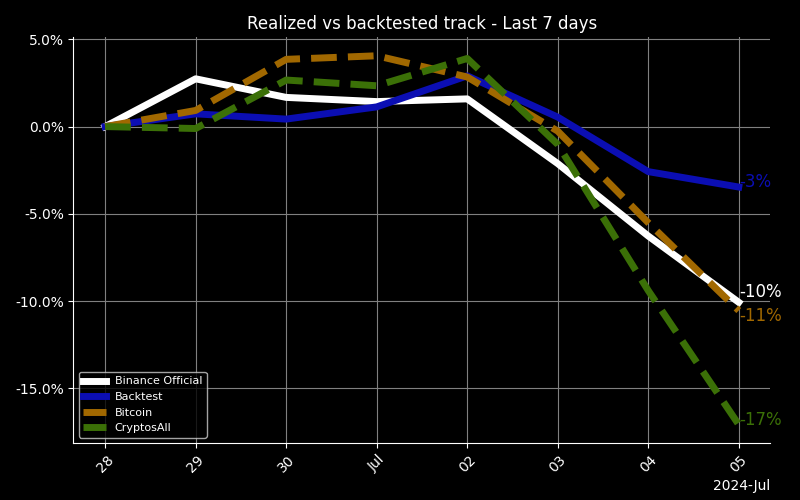 Realized vs backtested track - Last 7 days
5.0%
0.0%
-5.0%
-10.0%
-15.0%
-3%
-10%
-11%
-17%
Binance Official
Backtest
Bitcoin
CryptosAll
28
29
30
Jul
02
03
04
05
2024-Jul